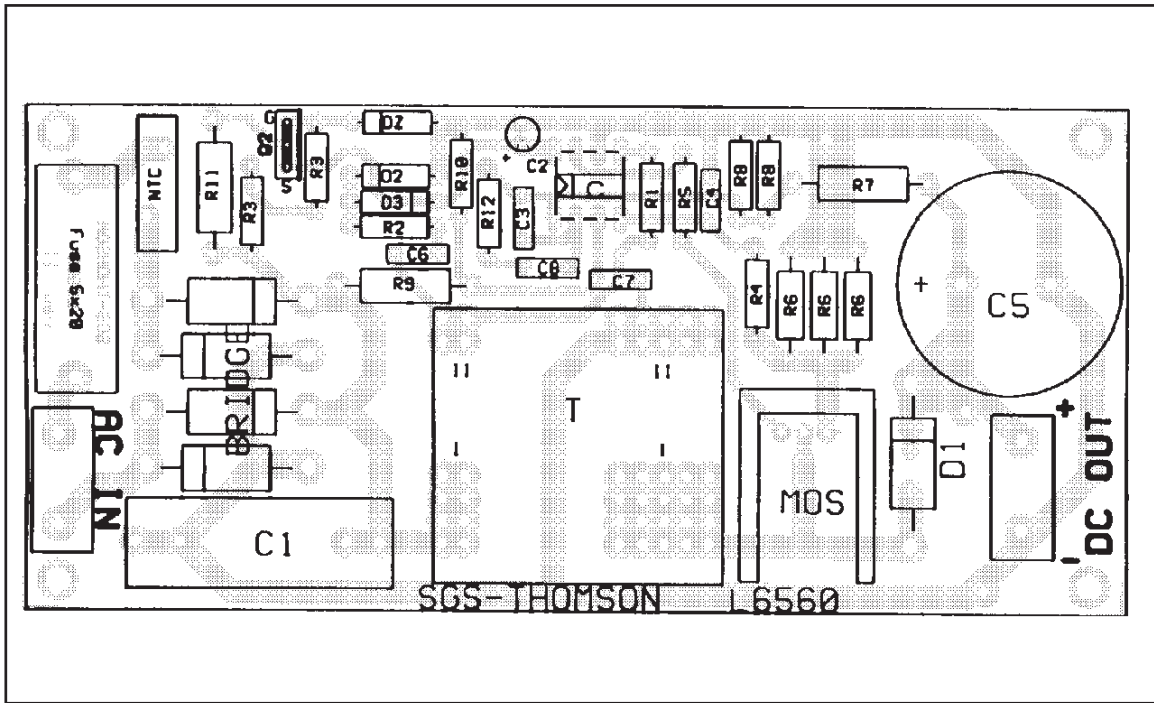 G
Q2
S
NTC
R11
R3
R3
DZ
D2
D3
R2
R10
R12
C2
C3
C
R1
R5
C4
R8
R8
R7
Fuse 5x20
C6
R9
C8
C7
R4
R6
R6
R6
+
C5
BRIDG
T
AC IN
C1
MOS
D1
+
DC OUT
-
SGS-THOMSON L6560